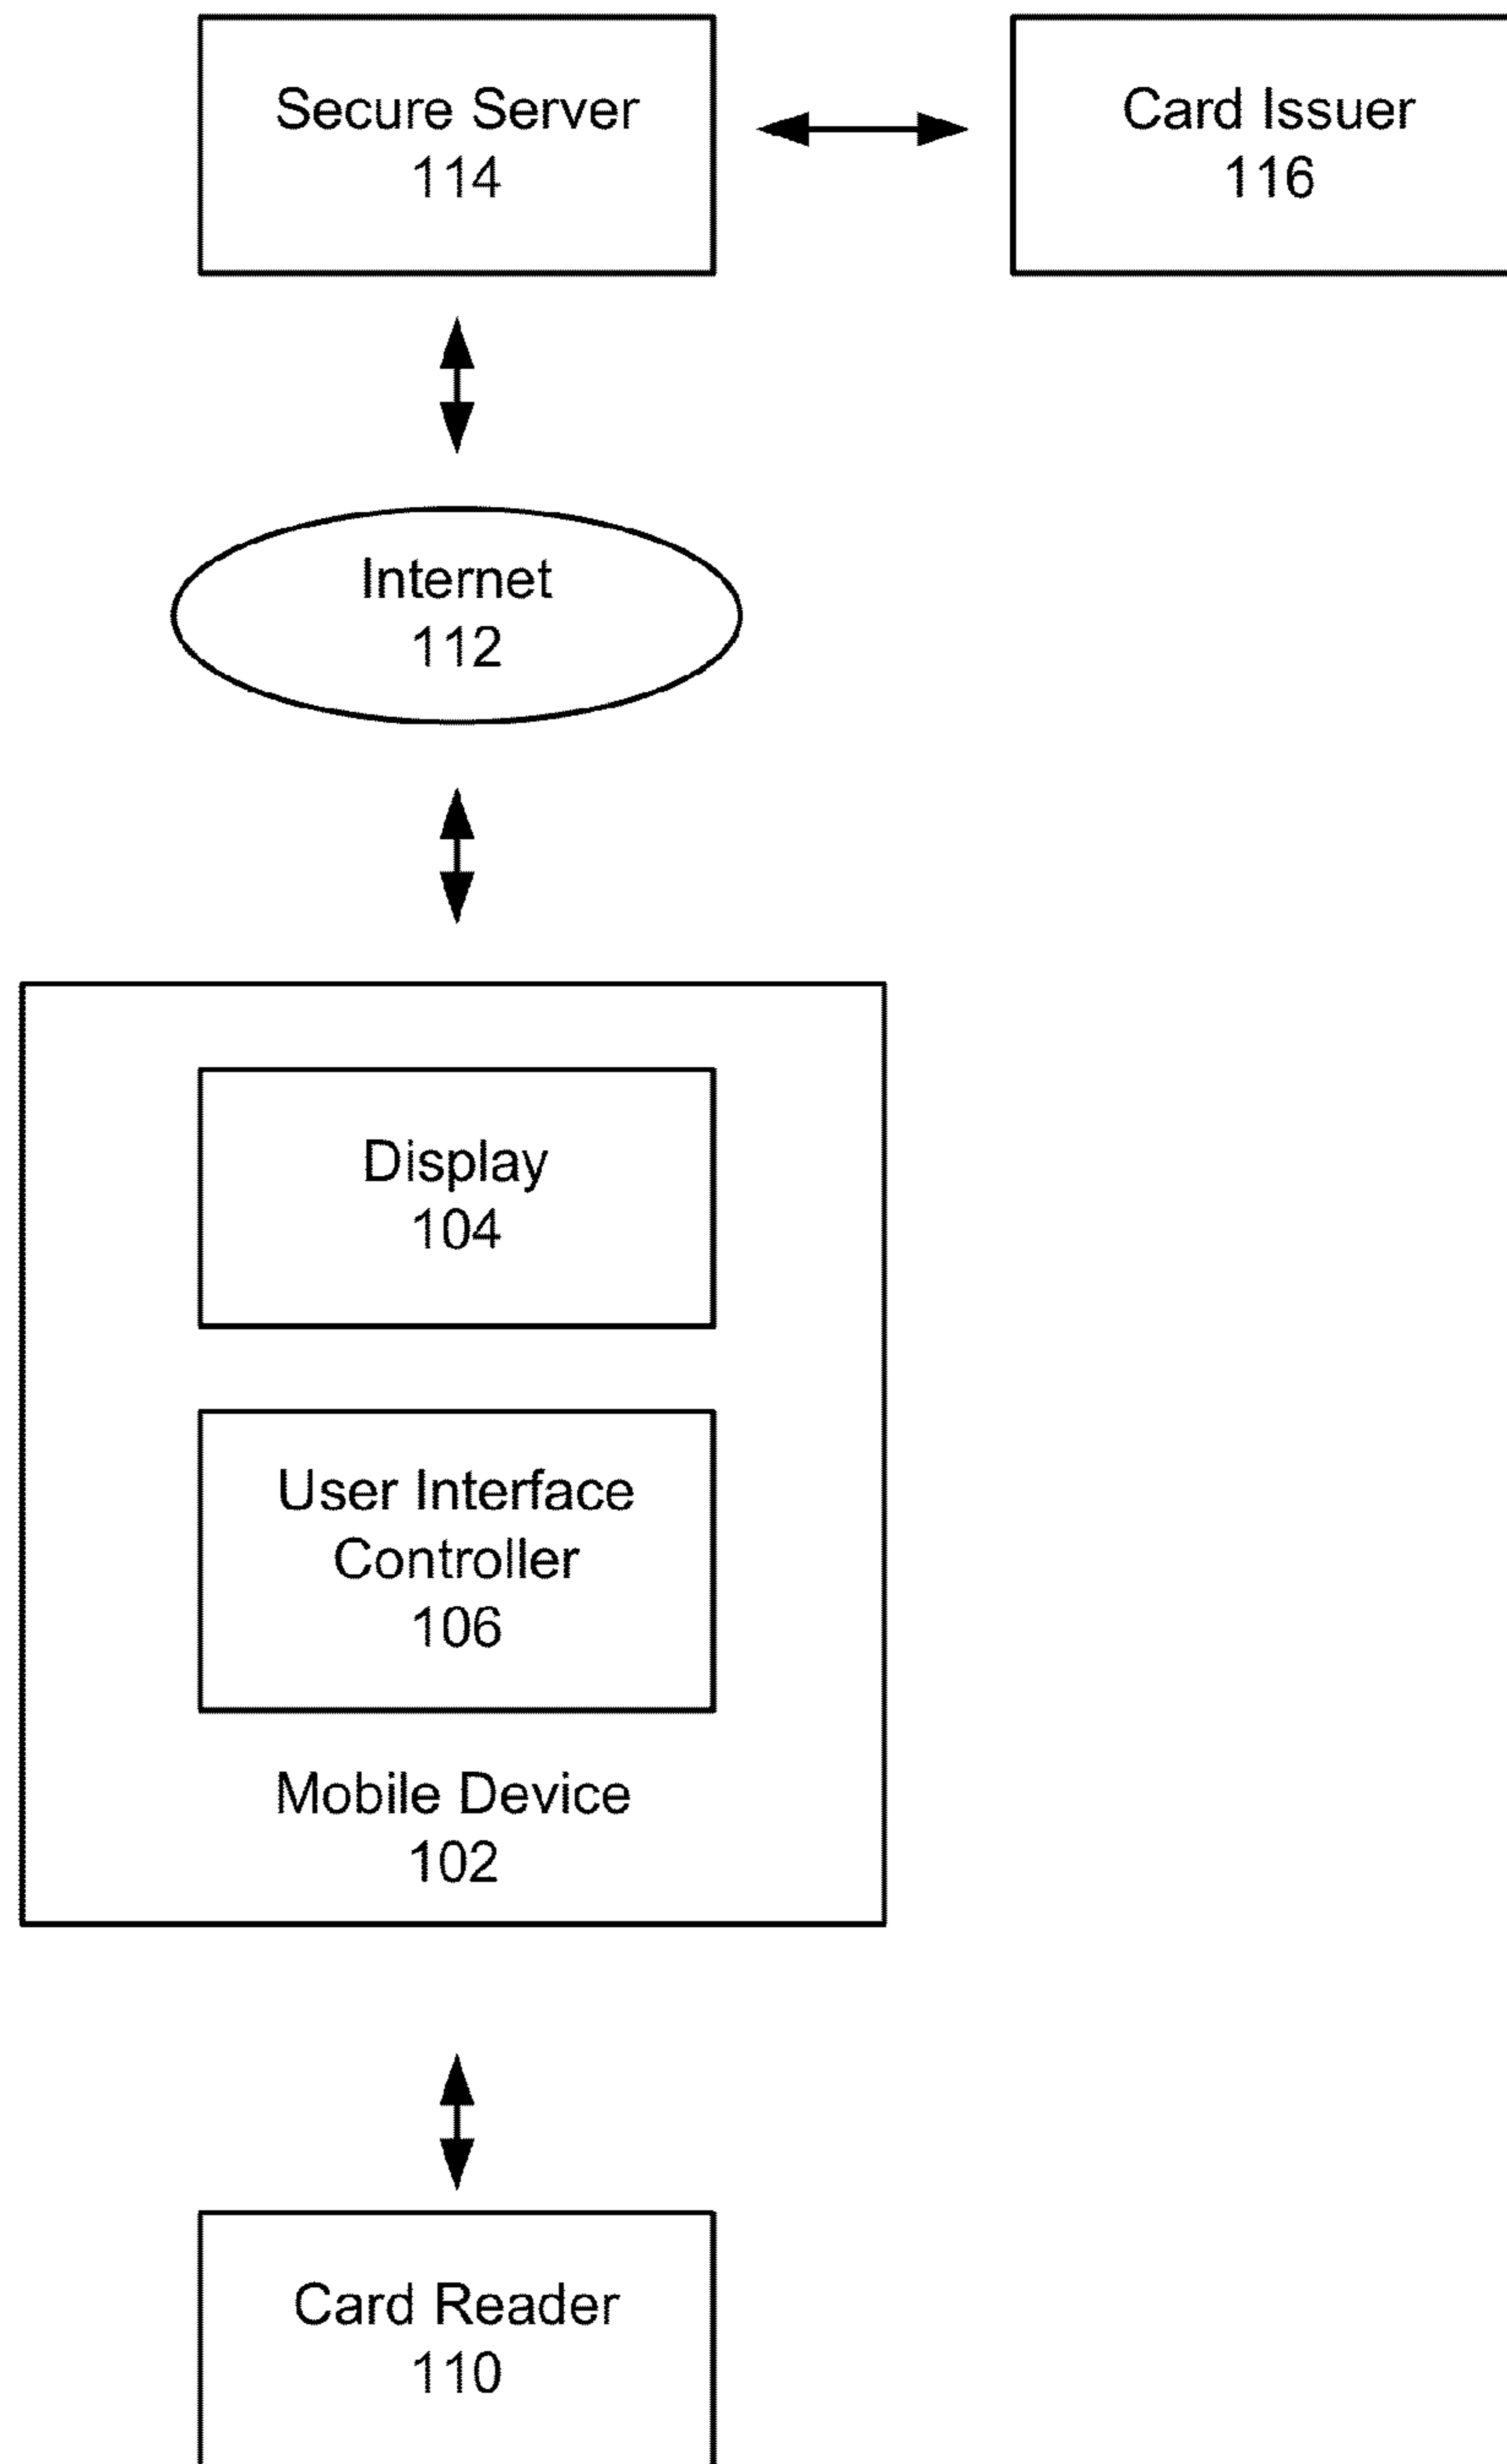 Secure Server
114
Card Issuer
116
Internet
112
Display
104
User Interface
Controller
106
Mobile Device
102
Card Reader
110